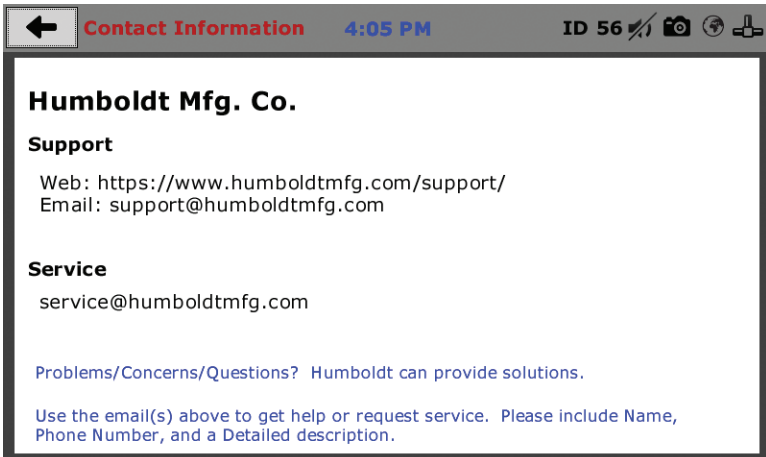 Contact Information 4:05 PM ID 56
Humboldt Mfg. Co.
Support
Web: https://www.humboldtmfg.com/support/
Email: support@humboldtmfg.com
Service
service@humboldtmfg.com
Problems/Concerns/Questions? Humboldt can provide solutions.
Use the email(s) above to get help or request service. Please include Name,
Phone Number, and a Detailed description.